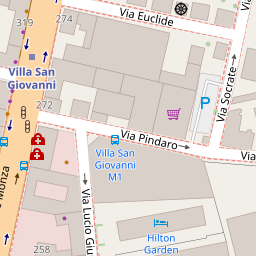 319
274
Via Euclide
Villa San
Giovanni
272
P
Via Socrate
Via Pindaro
Via
Villa San
Giovanni
M1
Monza
Via Lucio Giu
258
Hilton
Garden